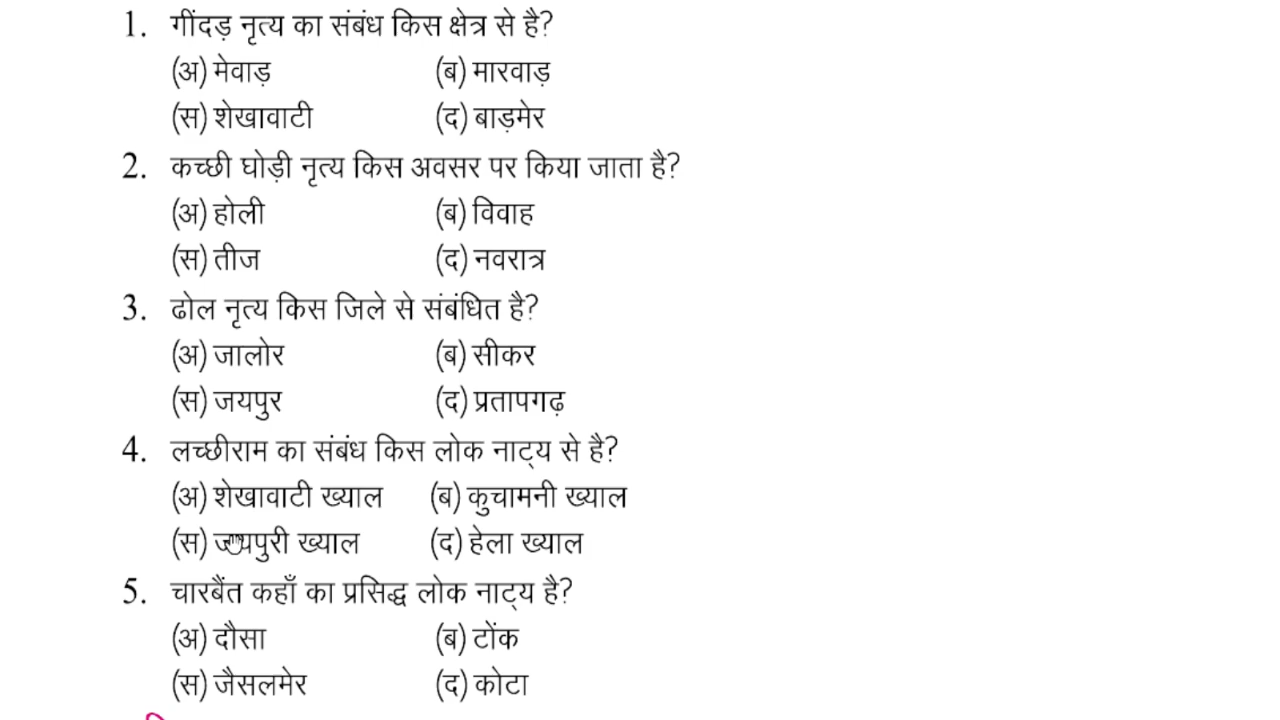 1. गींदड़ नृत्य का संबंध किस क्षेत्र से है?
(अ) मेवाड़ (ब) मारवाड़
(स) शेखावाटी (द) बाड़मेर
2. कच्छी घोड़ी नृत्य किस अवसर पर किया जाता है?
(अ) होली (ब) विवाह
(स) तीज (द) नवरात्र
3. ढोल नृत्य किस जिले से संबंधित है?
(अ) जालोर (ब) सीकर
(स) जयपुर (द) प्रतापगढ़
4. लच्छीराम का संबंध किस लोक नाट्य से है?
(अ) शेखावाटी ख्याल (ब) कुचामनी ख्याल
(स) जयपुरी ख्याल (द) हेला ख्याल
5. चारबैंत कहाँ का प्रसिद्ध लोक नाट्य है?
(अ) दौसा (ब) टोंक
(स) जैसलमेर (द) कोटा